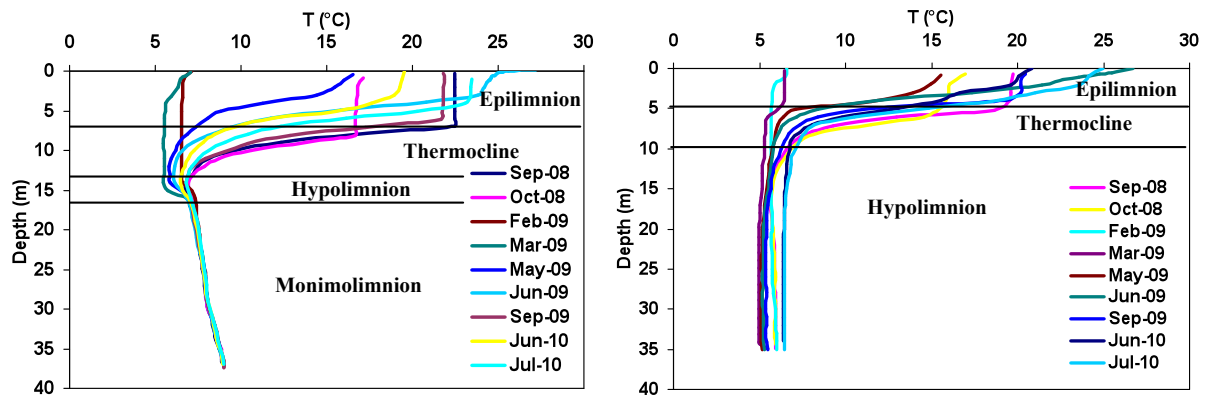 T (°C)
0 5 10 15 20 25 30
0
5
10
15
20
25
30
35
40
Depth (m)
Epilimnion
Thermocline
Hypolimnion
Monimolimnion
Sep-08
Oct-08
Feb-09
Mar-09
May-09
Jun-09
Sep-09
Jun-10
Jul-10
T (°C)
0 5 10 15 20 25 30
0
5
10
15
20
25
30
35
40
Depth (m)
Epilimnion
Thermocline
Hypolimnion
Sep-08
Oct-08
Feb-09
Mar-09
May-09
Jun-09
Sep-09
Jun-10
Jul-10